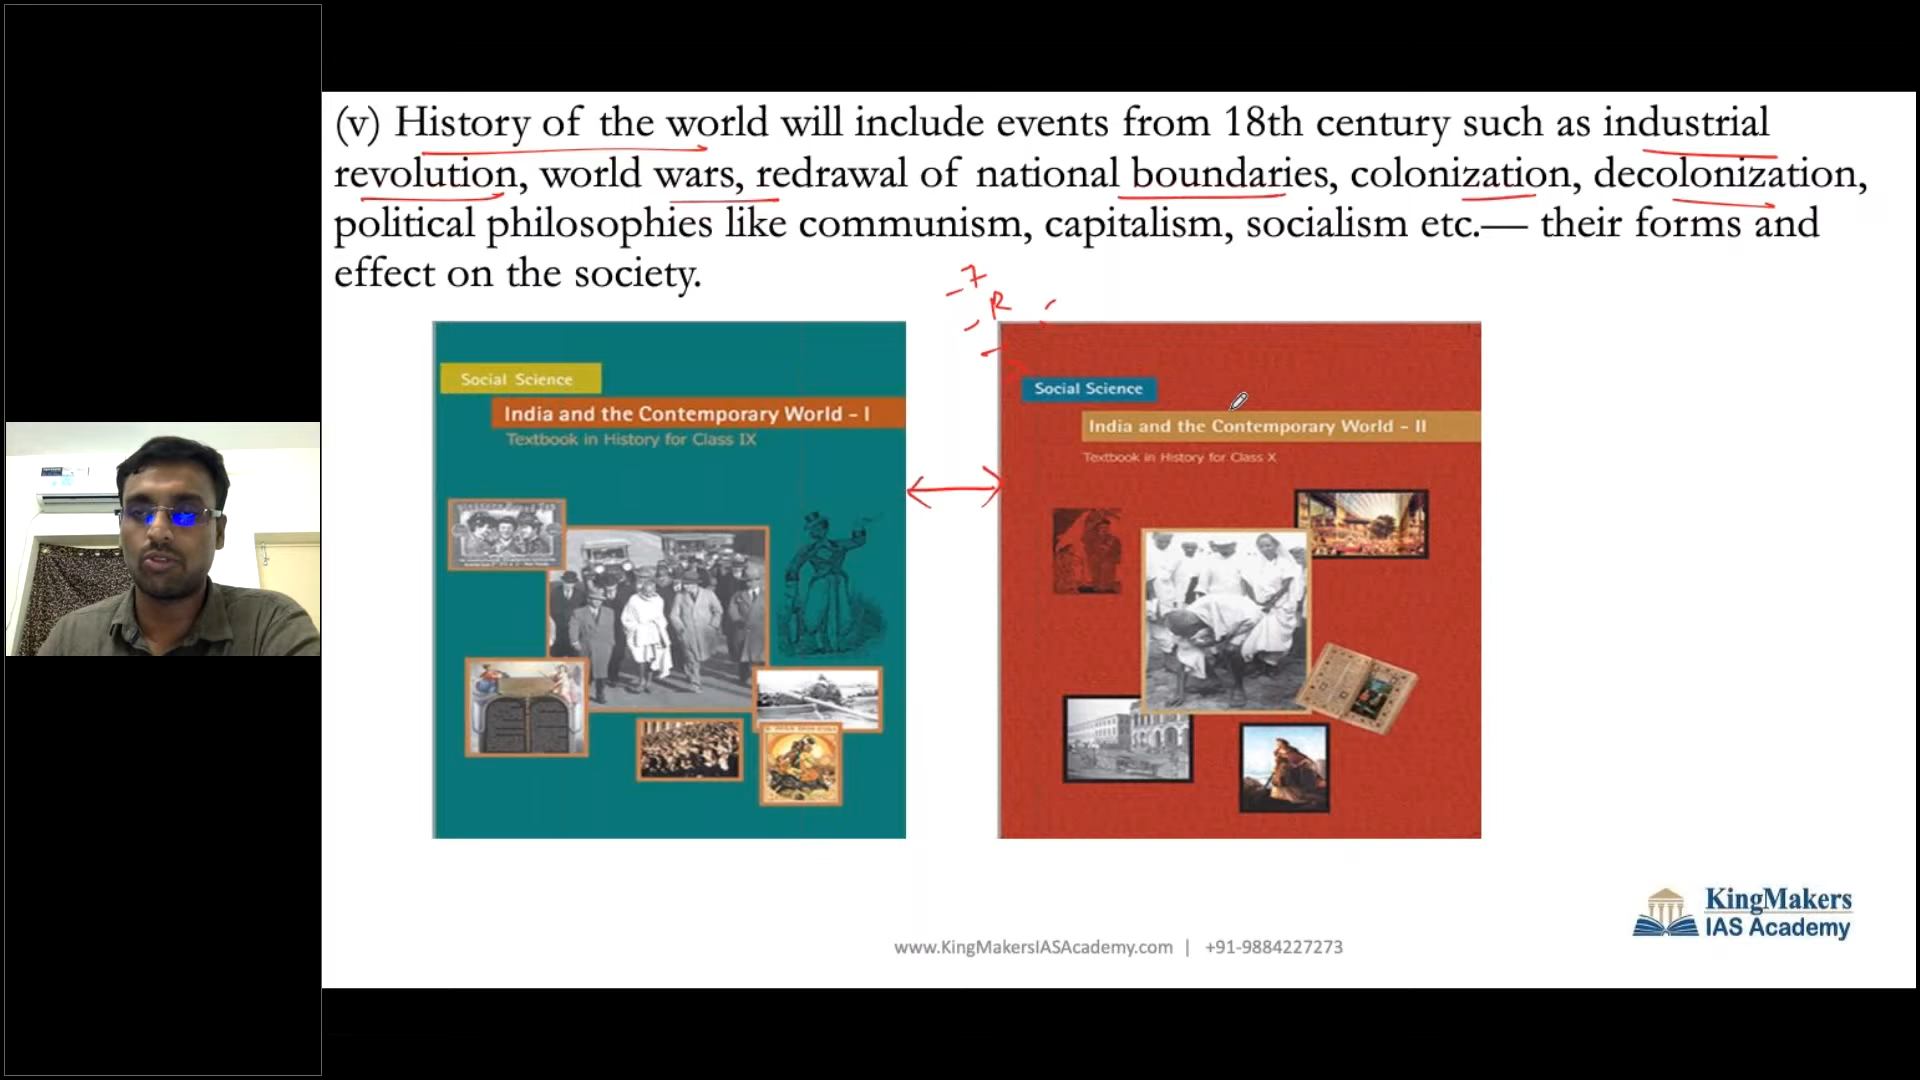 (v) History of the world will include events from 18th century such as industrial
revolution, world wars, redrawal of national boundaries, colonization, decolonization,
political philosophies like communism, capitalism, socialism etc.— their forms and
effect on the society.
7
R
Social Science
India and the Contemporary World - I
Textbook in History for Class IX
Social Science
India and the Contemporary World - II
Textbook in History for Class X
KingMakers
IAS Academy
www.KingMakersIASAcademy.com | +91-9884227273